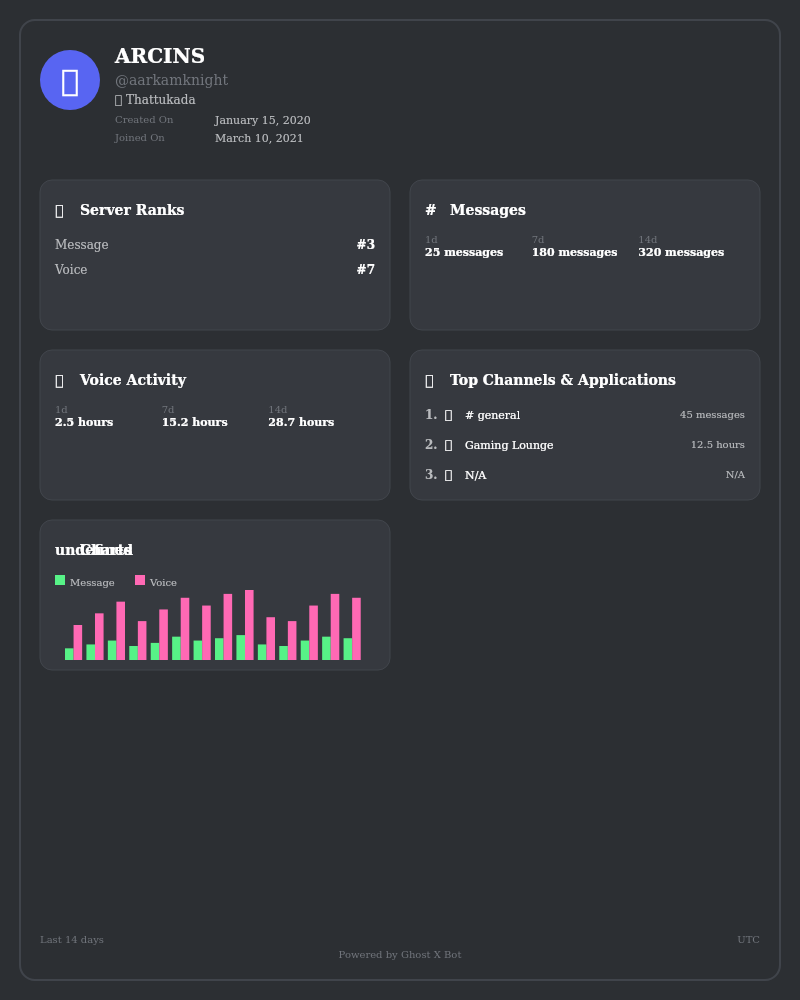 ARCINS
@aarkamknight
Thattukada
Created On January 15, 2020
Joined On March 10, 2021
Server Ranks
Message #3
Voice #7
# Messages
1d 7d 14d
25 messages 180 messages 320 messages
Voice Activity
1d 7d 14d
2.5 hours 15.2 hours 28.7 hours
Top Channels & Applications
1. # general 45 messages
2. Gaming Lounge 12.5 hours
3. N/A N/A
undefined Charts
Message Voice
Last 14 days UTC
Powered by Ghost X Bot